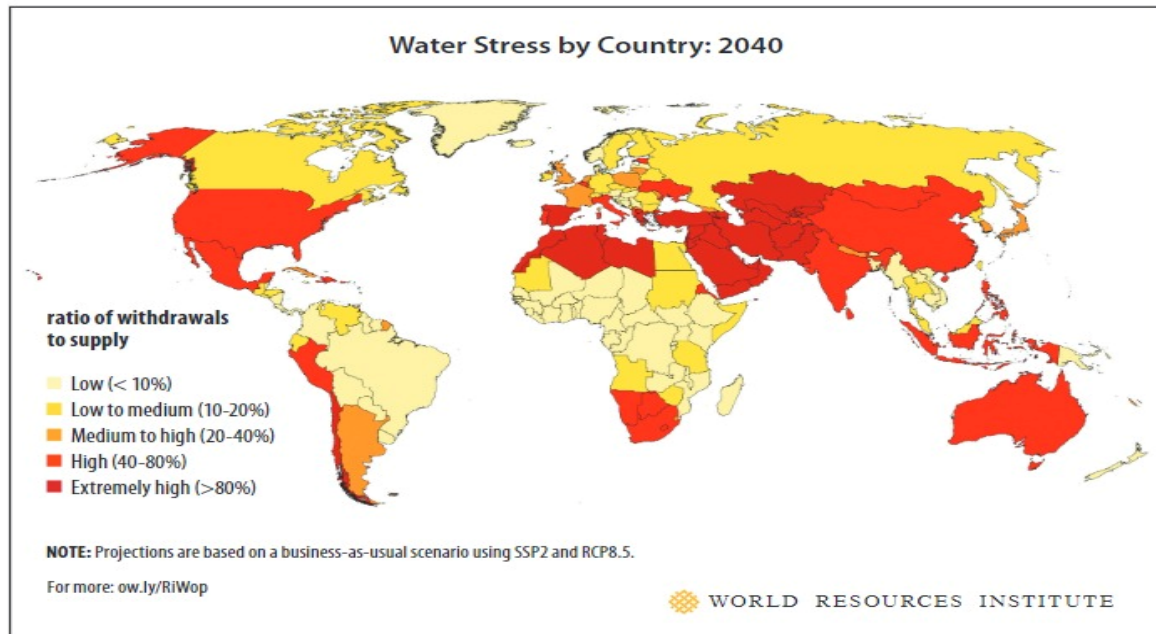 Water Stress by Country: 2040
ratio of withdrawals
to supply
Low (< 10%)
Low to medium (10-20%)
Medium to high (20-40%)
High (40-80%)
Extremely high (>80%)
NOTE: Projections are based on a business-as-usual scenario using SSP2 and RCP8.5.
For more: ow.ly/RiWop
WORLD RESOURCES INSTITUTE